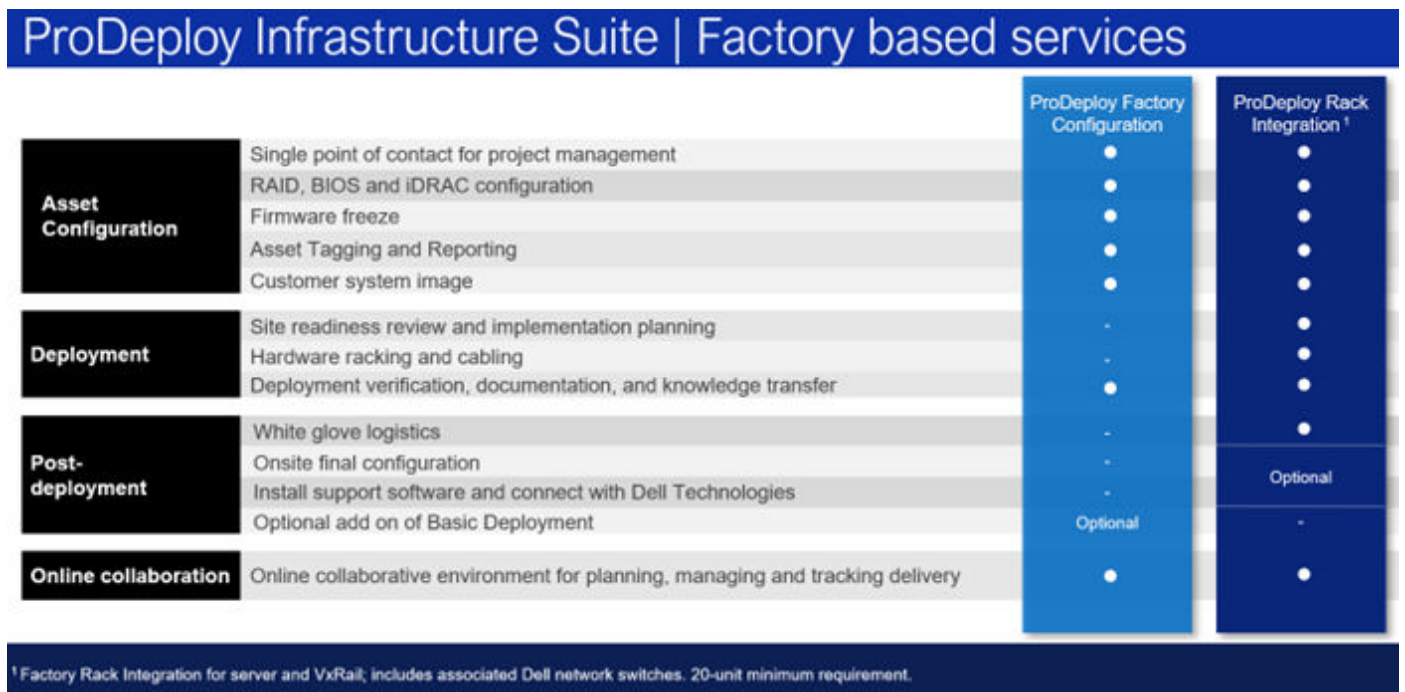 ProDeploy Infrastructure Suite | Factory based services
ProDeploy Factory
Configuration
ProDeploy Rack
Integration ¹
Asset
Configuration
Single point of contact for project management ● ●
RAID, BIOS and iDRAC configuration ● ●
Firmware freeze ● ●
Asset Tagging and Reporting ● ●
Customer system image ● ●
Deployment
Site readiness review and implementation planning - ●
Hardware racking and cabling - ●
Deployment verification, documentation, and knowledge transfer ● ●
Post-
deployment
White glove logistics - ●
Onsite final configuration -
Install support software and connect with Dell Technologies -
Optional
Optional add on of Basic Deployment Optional -
Online collaboration
Online collaborative environment for planning, managing and tracking delivery ● ●
¹ Factory Rack Integration for server and VxRail; includes associated Dell network switches. 20-unit minimum requirement.